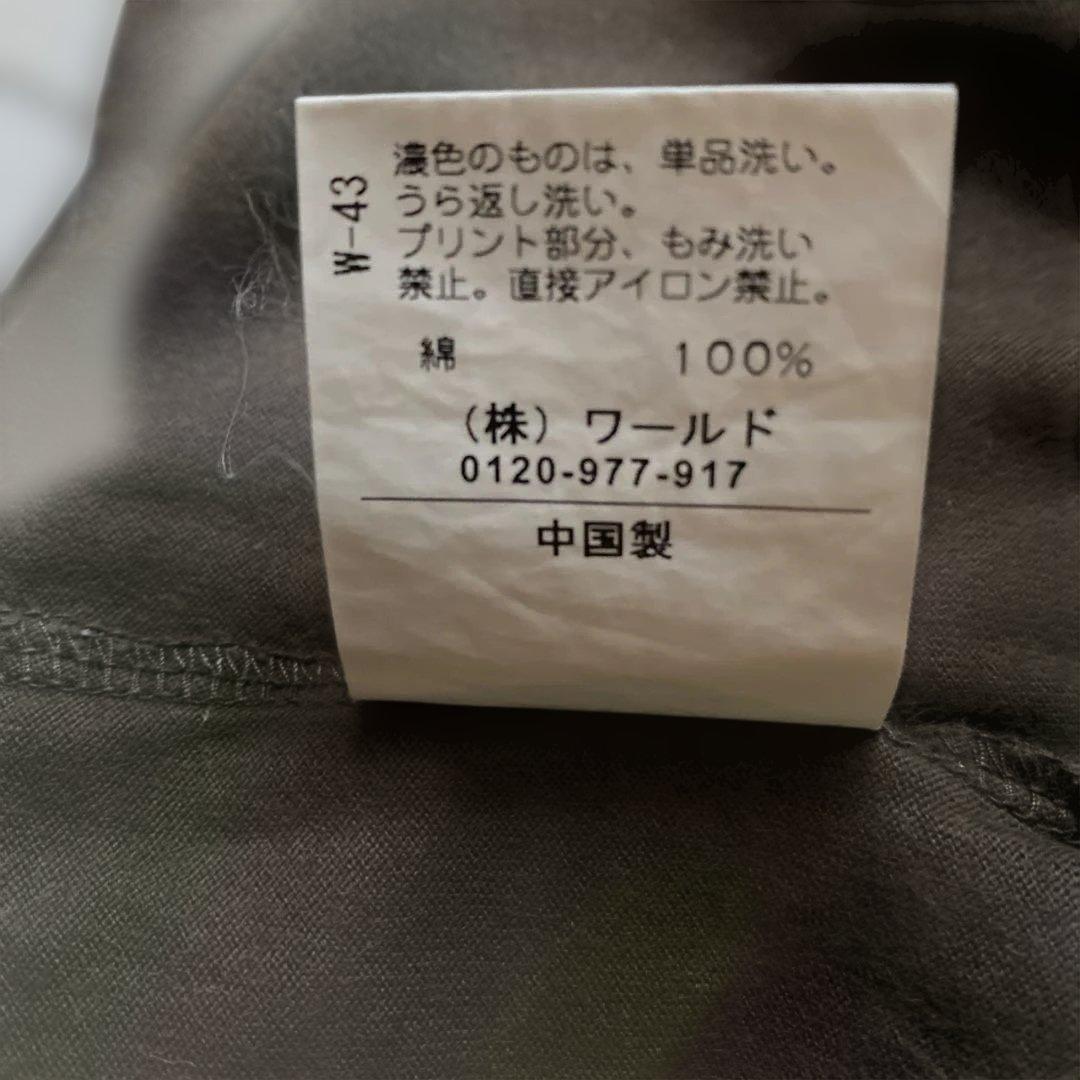 W-43
濃色のものは、単品洗い。
うら返し洗い。
プリント部分、もみ洗い
禁止。直接アイロン禁止。
綿 100%
（株）ワールド
0120-977-917
中国製